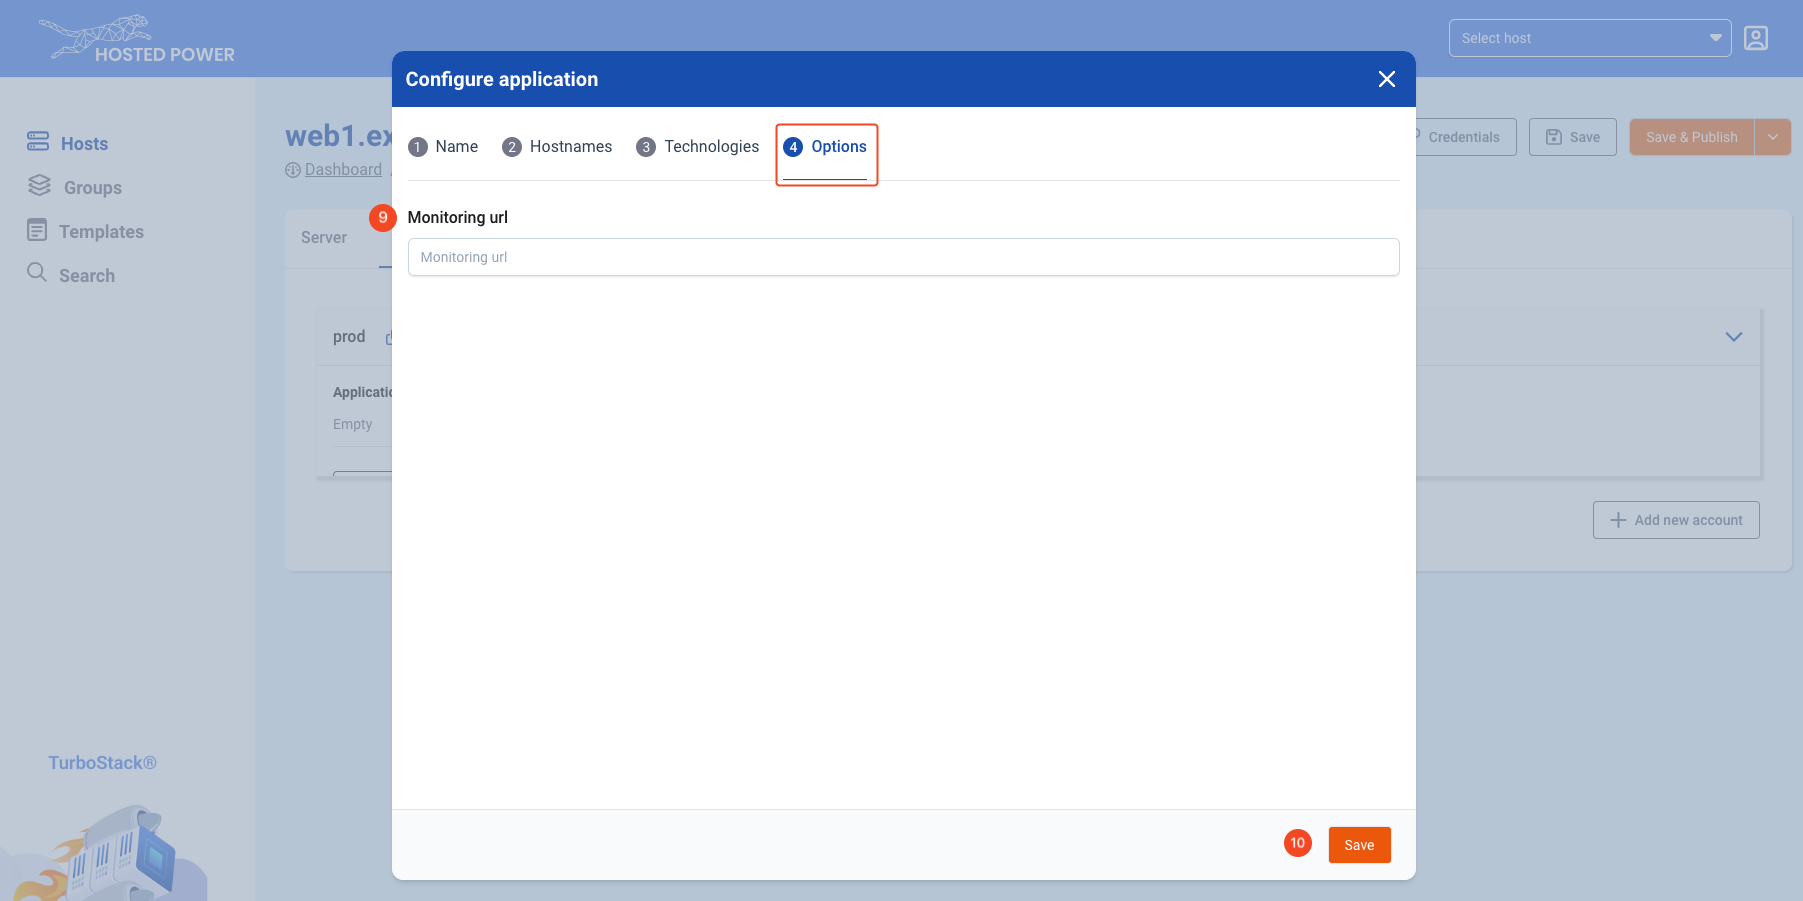 HOSTED POWER
Select host
Configure application
Hosts
Groups
Templates
Search
web1.ex
Dashboard
Credentials
Save
Save & Publish
1 Name
2 Hostnames
3 Technologies
4 Options
Server
9 Monitoring url
Monitoring url
prod
Applicatio
Empty
Add new account
TurboStack®
10 Save